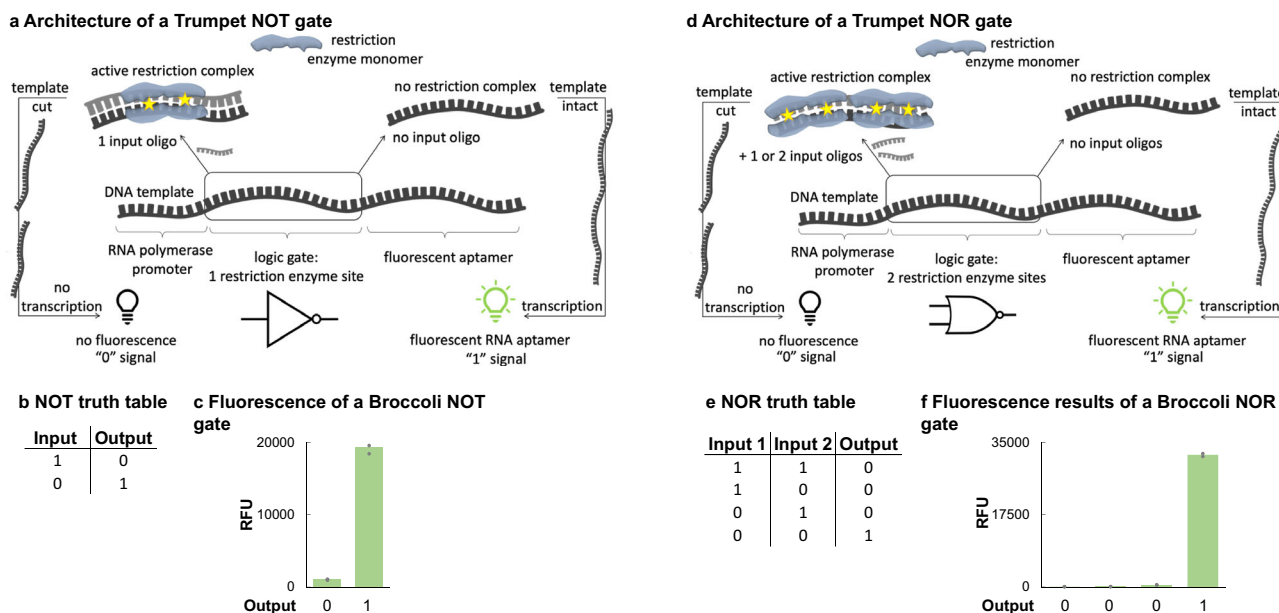 a Architecture of a Trumpet NOT gate
restriction
enzyme monomer
active restriction complex
template
cut
1 input oligo
no restriction complex
no input oligo
template
intact
DNA template
RNA polymerase
promoter
logic gate:
1 restriction enzyme site
fluorescent aptamer
no
transcription
no fluorescence
“0” signal
transcription
fluorescent RNA aptamer
“1” signal
b NOT truth table
Input Output
1 0
0 1
c Fluorescence of a Broccoli NOT
gate
20000
10000
0
RFU
Output 0 1
d Architecture of a Trumpet NOR gate
restriction
enzyme monomer
active restriction complex
template
cut
+ 1 or 2 input oligos
no restriction complex
no input oligos
template
intact
DNA template
RNA polymerase
promoter
logic gate:
2 restriction enzyme sites
fluorescent aptamer
no
transcription
no fluorescence
“0” signal
transcription
fluorescent RNA aptamer
“1” signal
e NOR truth table
Input 1 Input 2 Output
1 1 0
1 0 0
0 1 0
0 0 1
f Fluorescence results of a Broccoli NOR
gate
35000
17500
0
RFU
Output 0 0 0 1